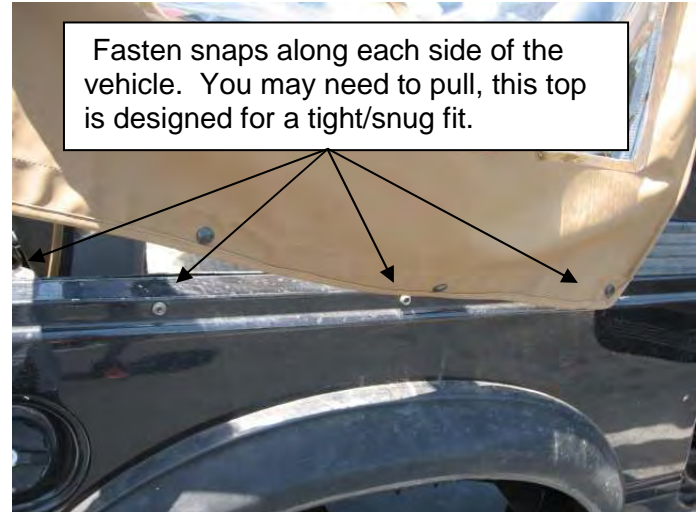 Fasten snaps along each side of the
vehicle. You may need to pull, this top
is designed for a tight/snug fit.